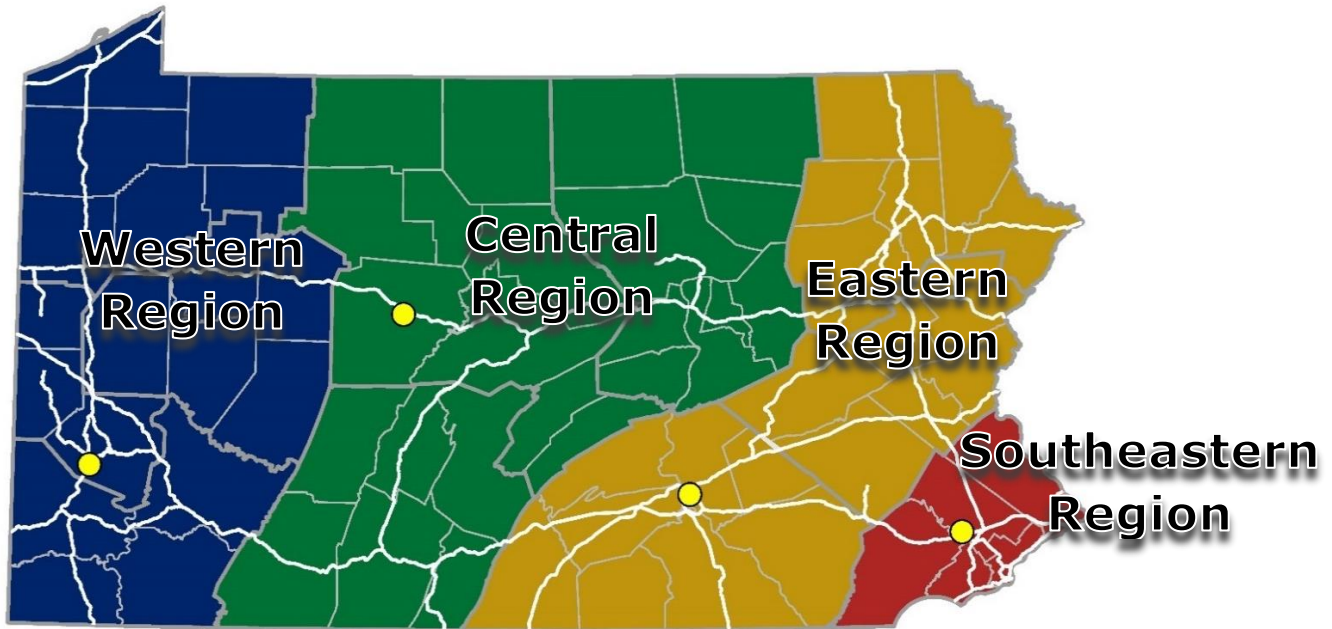 Western
Region
Central
Region
Eastern
Region
Southeastern
Region